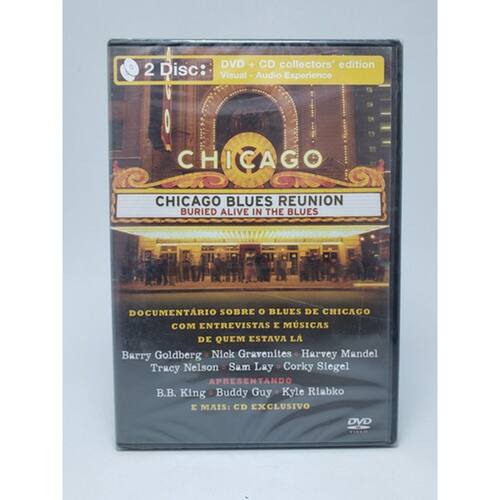 2 Disc:
DVD + CD collectors' edition
Visual - Audio Experience
CHICAGO
CHICAGO BLUES REUNION
BURIED ALIVE IN THE BLUES
DOCUMENTÁRIO SOBRE O BLUES DE CHICAGO
COM ENTREVISTAS E MÚSICAS
DE QUEM ESTAVA LÁ
Barry Goldberg • Nick Gravenites • Harvey Mandel
Tracy Nelson • Sam Lay • Corky Siegel
APRESENTANDO
B.B. King • Buddy Guy • Kyle Riabko
E MAIS: CD EXCLUSIVO
DVD
VIDEO